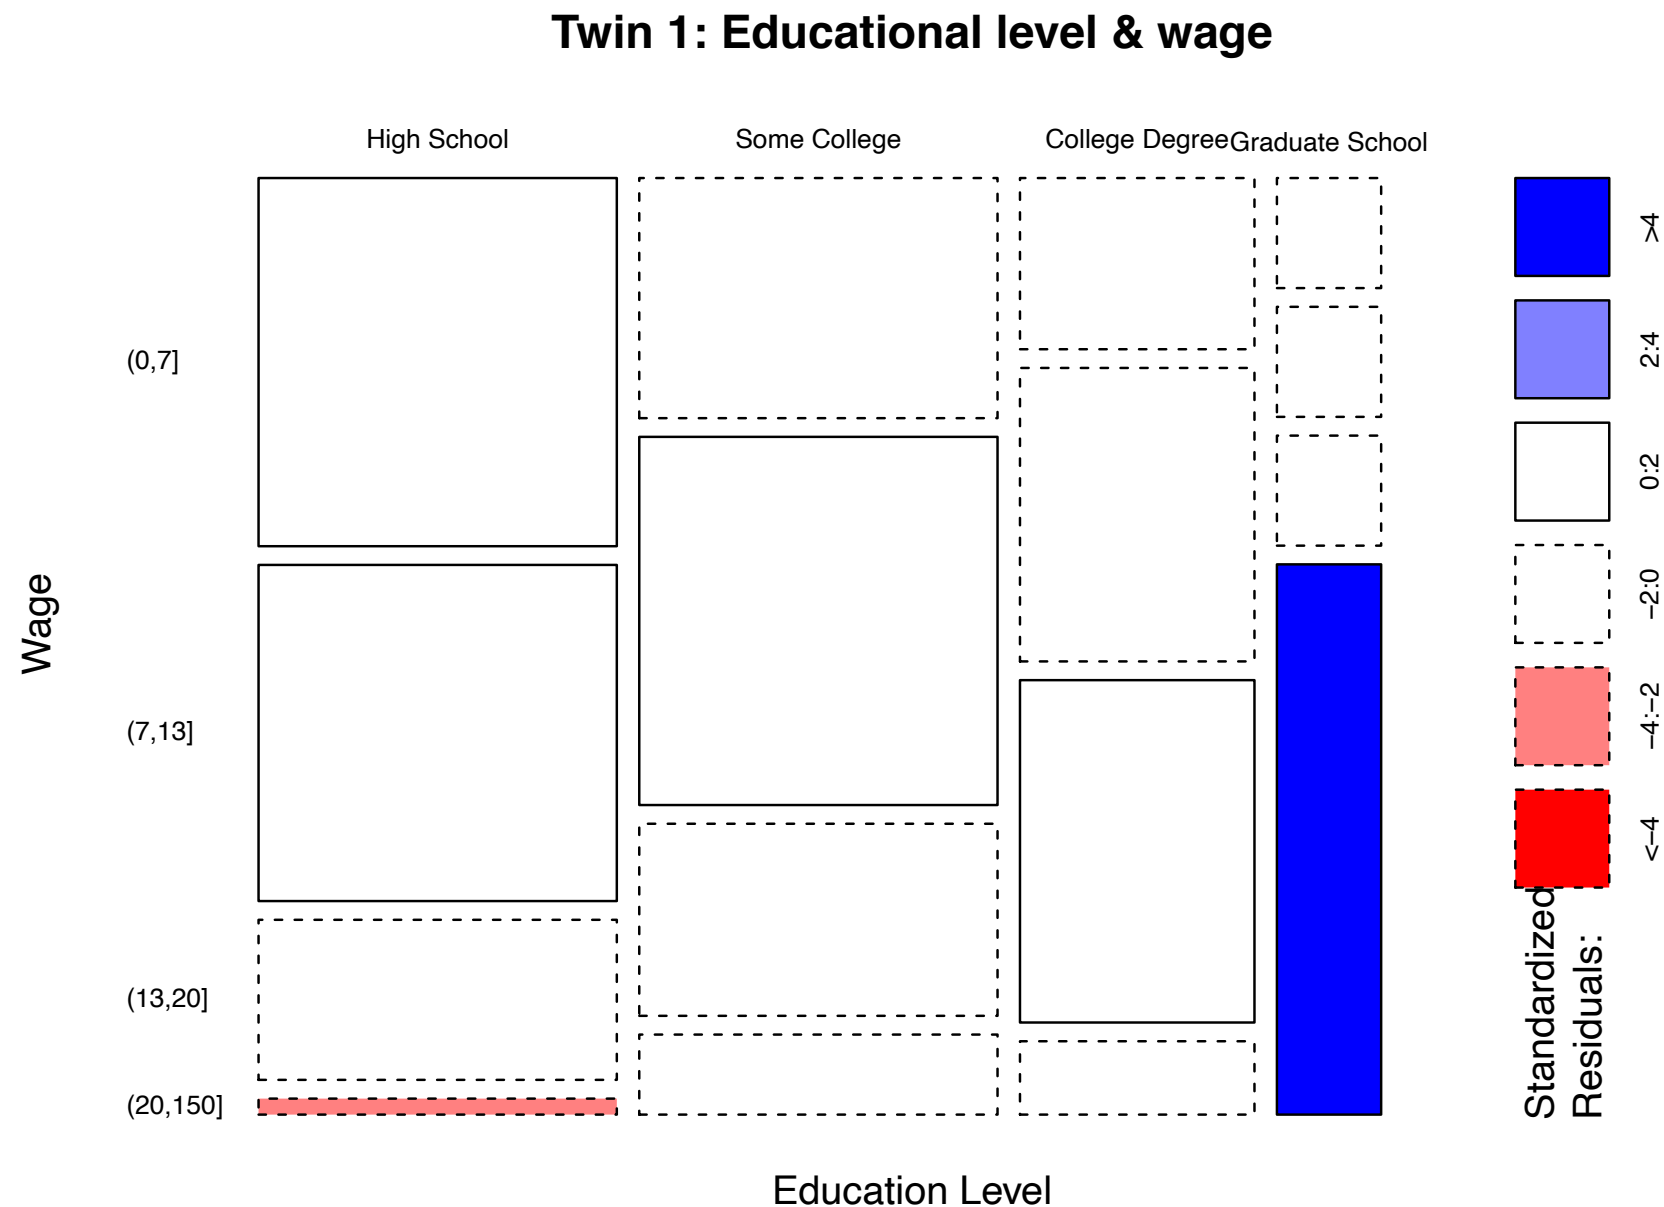 Twin 1: Educational level & wage
High School
Some College
College Degree
Graduate School
(0,7]
(7,13]
(13,20]
(20,150]
Wage
Education Level
>4
2:4
0:2
−2:0
−4:−2
<−4
Standardized
Residuals: